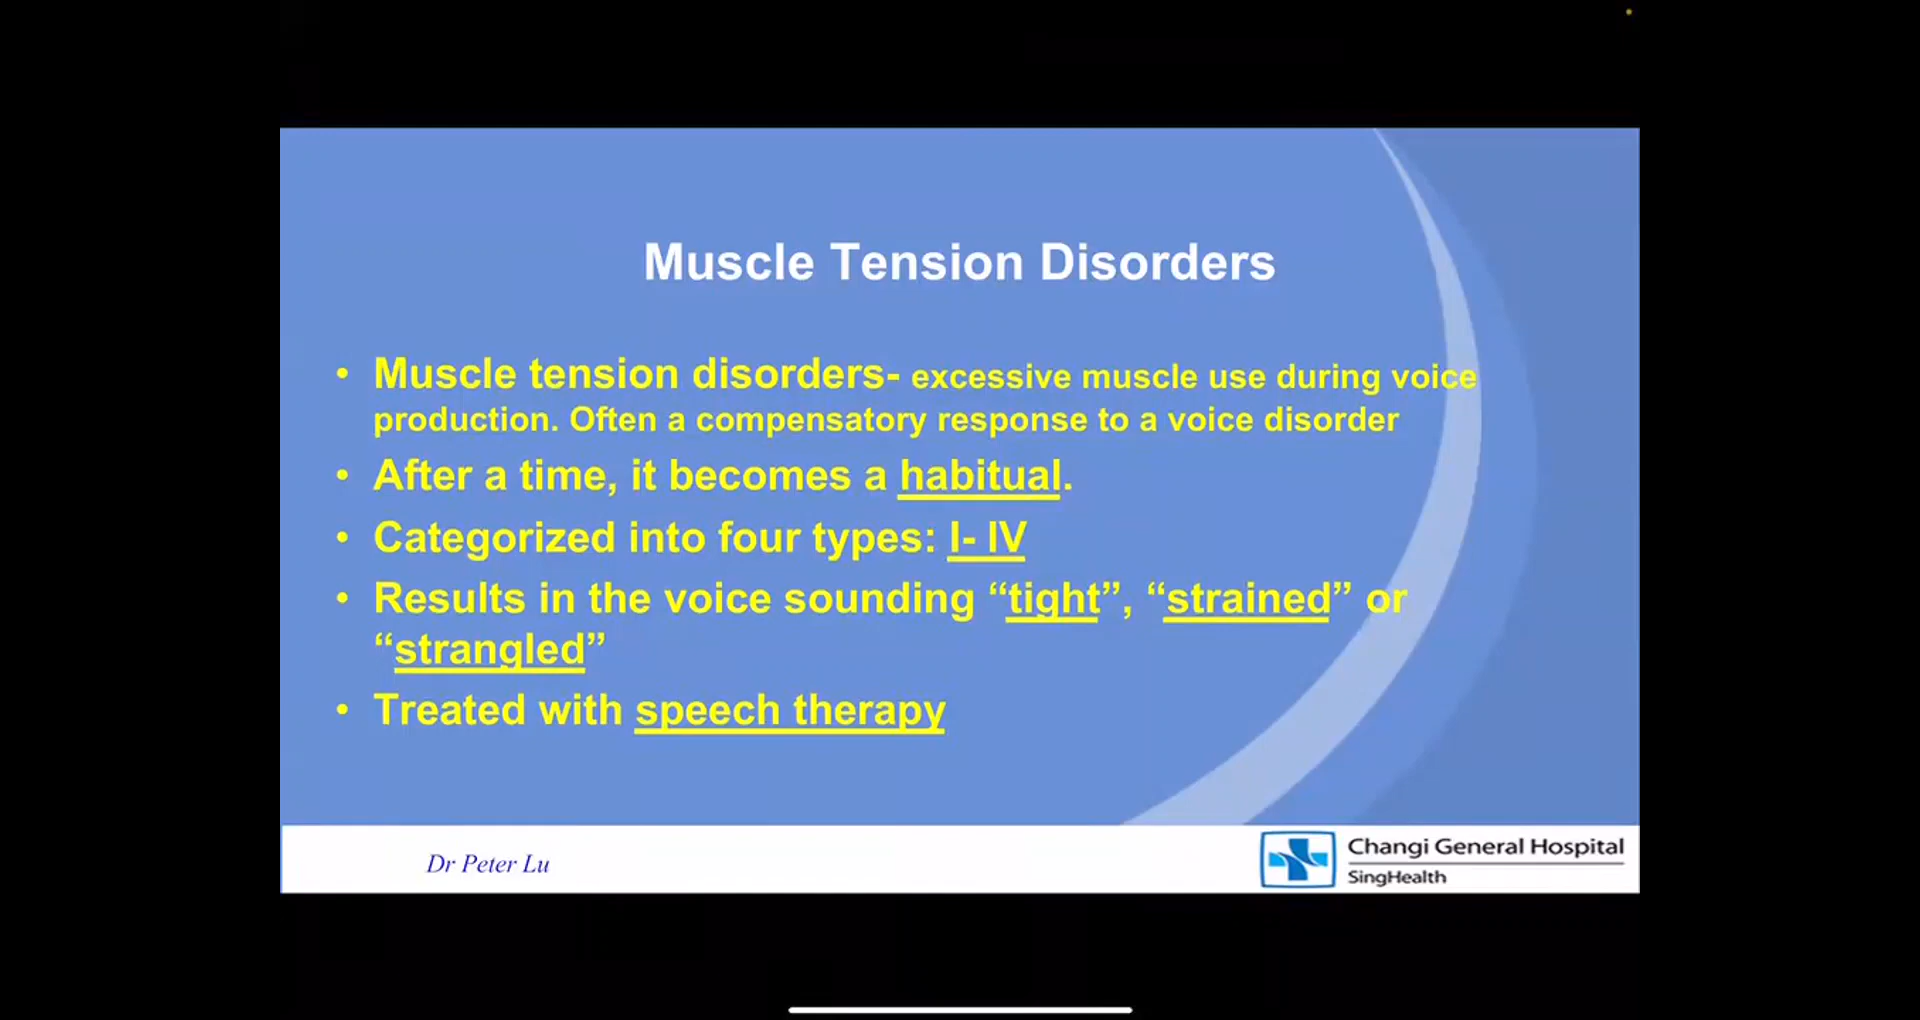 Muscle Tension Disorders
• Muscle tension disorders- excessive muscle use during voice
production. Often a compensatory response to a voice disorder
• After a time, it becomes a habitual.
• Categorized into four types: I- IV
• Results in the voice sounding “tight”, “strained” or
“strangled”
• Treated with speech therapy
Dr Peter Lu
Changi General Hospital
SingHealth